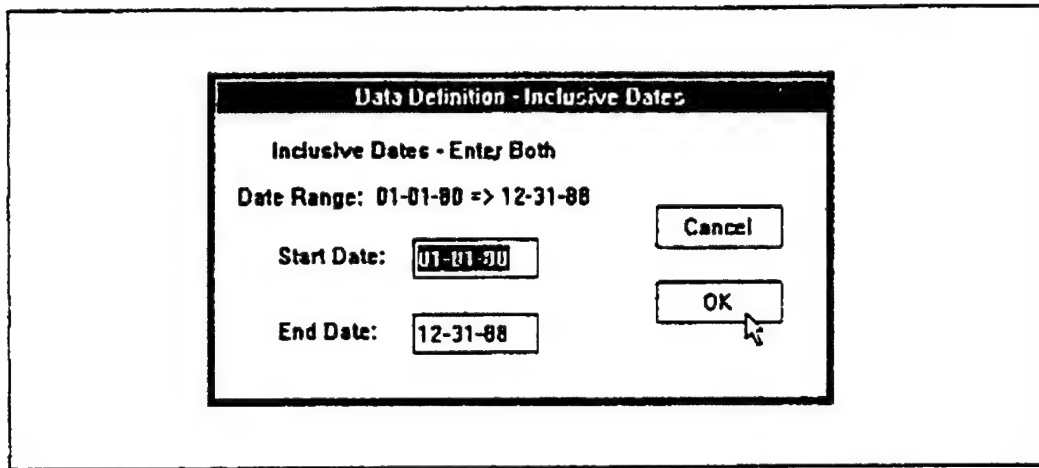 Data Definition - Inclusive Dates
Inclusive Dates - Enter Both
Date Range: 01-01-80 => 12-31-88
Cancel
Start Date: 01-01-80
OK
End Date: 12-31-88